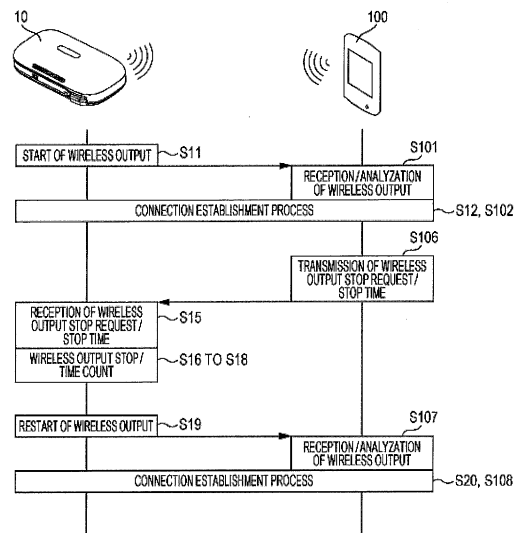 10
100
START OF WIRELESS OUTPUT
S11
S101
RECEPTION/ANALYZATION
OF WIRELESS OUTPUT
CONNECTION ESTABLISHMENT PROCESS
S12, S102
S106
TRANSMISSION OF WIRELESS
OUTPUT STOP REQUEST/
STOP TIME
RECEPTION OF WIRELESS
OUTPUT STOP REQUEST/
STOP TIME
S15
WIRELESS OUTPUT STOP/
TIME COUNT
S16 TO S18
RESTART OF WIRELESS OUTPUT
S19
S107
RECEPTION/ANALYZATION
OF WIRELESS OUTPUT
CONNECTION ESTABLISHMENT PROCESS
S20, S108